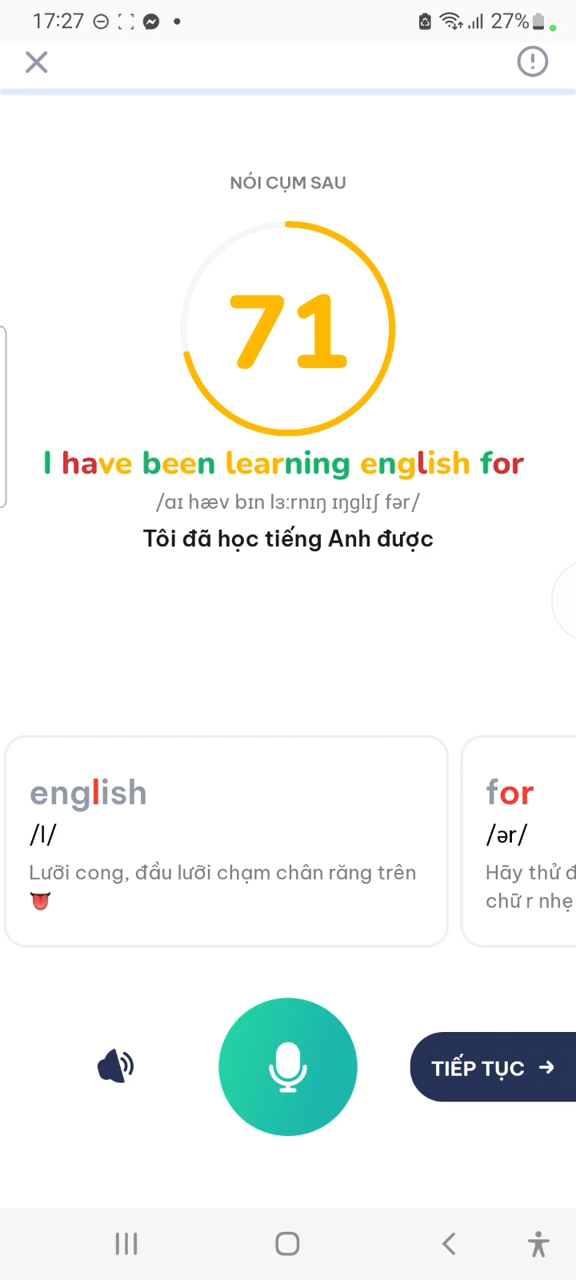 17:27 27%
NÓI CỤM SAU
71
I have been learning english for
/aɪ hæv bɪn lɜːrnɪŋ ɪŋglɪʃ fər/
Tôi đã học tiếng Anh được
english
/l/
Lưỡi cong, đầu lưỡi chạm chân răng trên
👅
for
/ər/
Hãy thử đ
chữ r nhẹ
TIẾP TỤC →